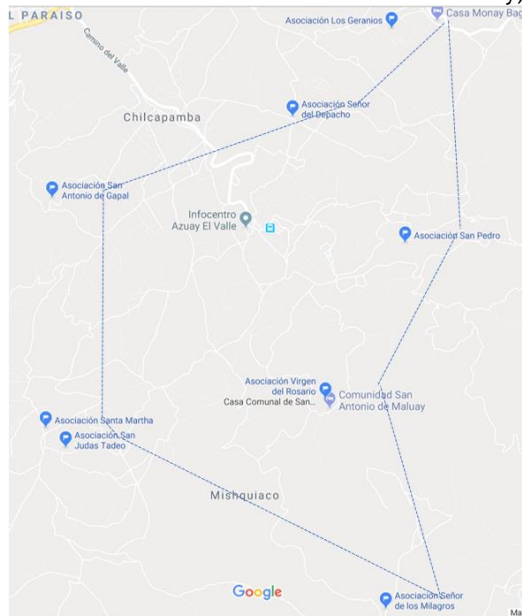 L PARAISO
Casa Monay Bag
Asociación Los Geranios
Camino del Valle
Asociación Señor
del Depacho
Chilcapamba
Asociación San
Antonio de Gapal
Infocentro
Azuay El Valle
Asociación San Pedro
Asociación Virgen
del Rosario
Casa Comunal de San...
Comunidad San
Antonio de Maluay
Asociación Santa Martha
Asociación San
Judas Tadeo
Mishquiaco
Google
Asociación Señor
de los Milagros
Ma